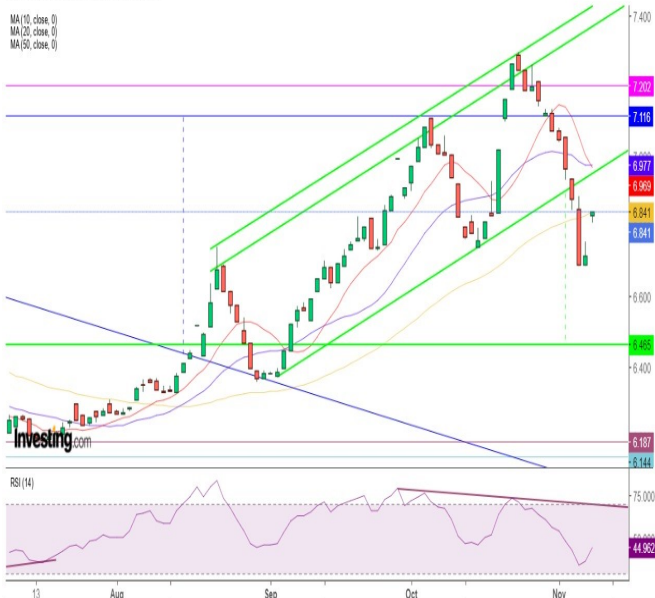 MA (10, close, 0)
MA (20, close, 0)
MA (50, close, 0)
7.400
7.202
7.116
6.977
6.969
6.841
6.841
6.600
6.465
6.400
6.187
6.144
Investing.com
RSI (14)
75.000
44.962
13
Aug
Sep
Oct
Nov